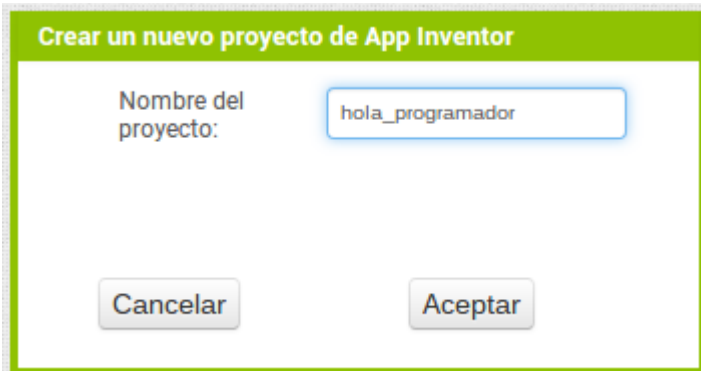 Crear un nuevo proyecto de App Inventor
Nombre del
proyecto:
hola_programador
Cancelar
Aceptar